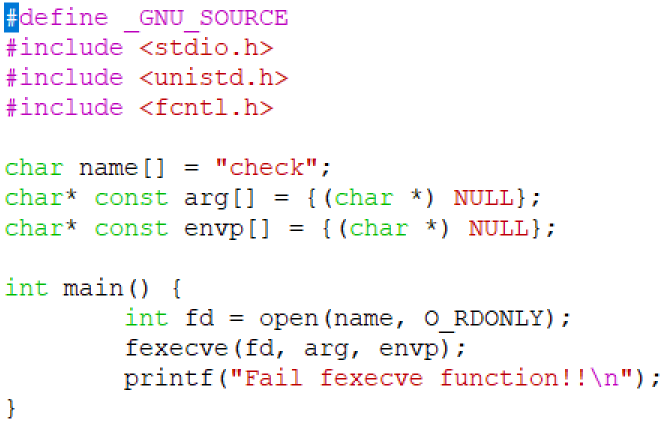 #define _GNU_SOURCE
#include <stdio.h>
#include <unistd.h>
#include <fcntl.h>

char name[] = "check";
char* const arg[] = {(char *) NULL};
char* const envp[] = {(char *) NULL};

int main() {
        int fd = open(name, O_RDONLY);
        fexecve(fd, arg, envp);
        printf("Fail fexecve function!!\n");
}